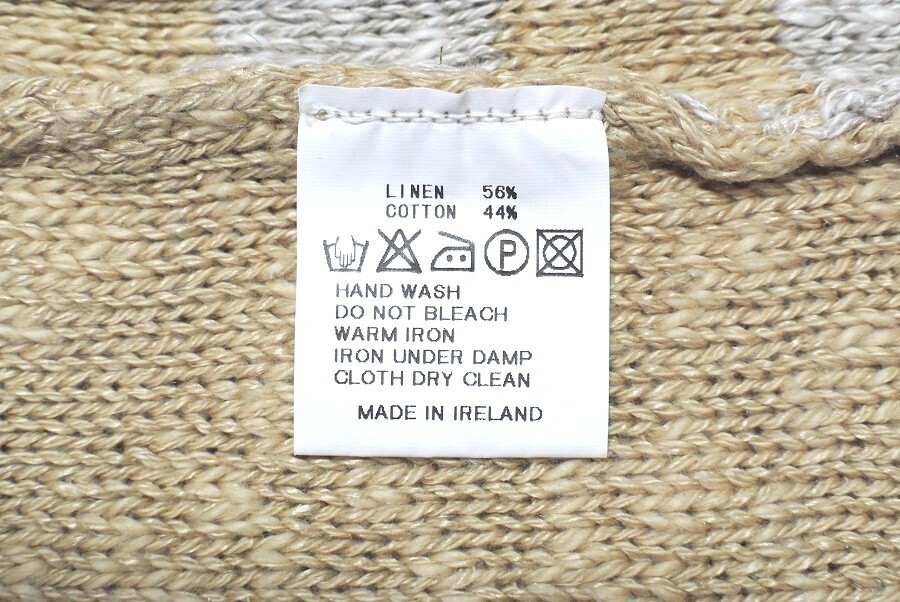 LINEN 56%
COTTON 44%
P
HAND WASH
DO NOT BLEACH
WARM IRON
IRON UNDER DAMP
CLOTH DRY CLEAN
MADE IN IRELAND